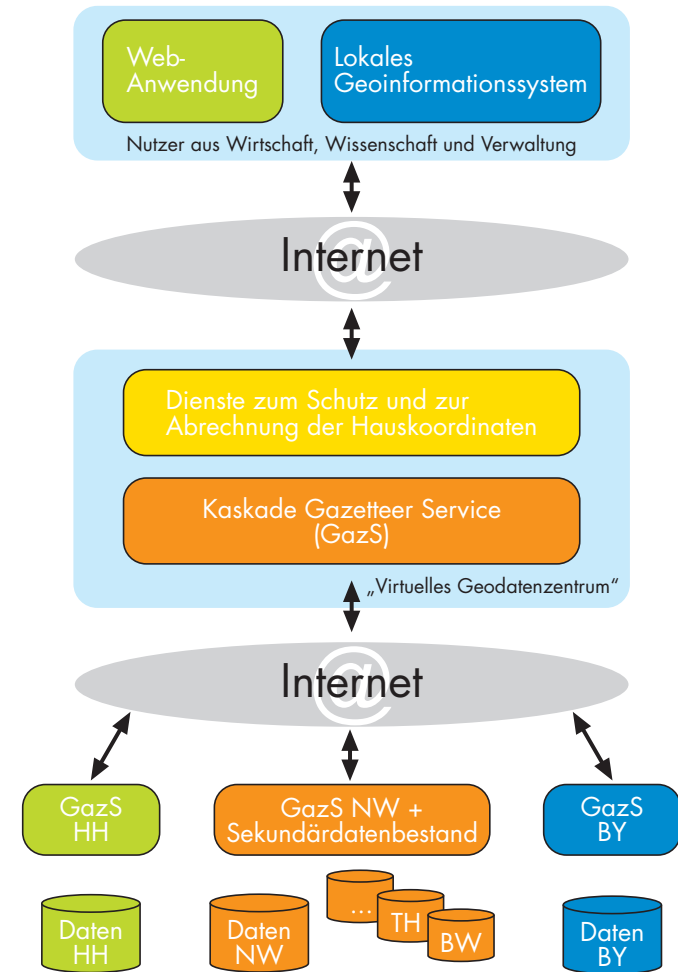 Web-
Anwendung
Lokales
Geoinformationssystem
Nutzer aus Wirtschaft, Wissenschaft und Verwaltung
@
Internet
Dienste zum Schutz und zur
Abrechnung der Hauskoordinaten
Kaskade Gazetteer Service
(GazS)
„Virtuelles Geodatenzentrum“
@
Internet
GazS
HH
GazS NW +
Sekundärdatenbestand
GazS
BY
Daten
HH
Daten
NW
...
TH
BW
Daten
BY